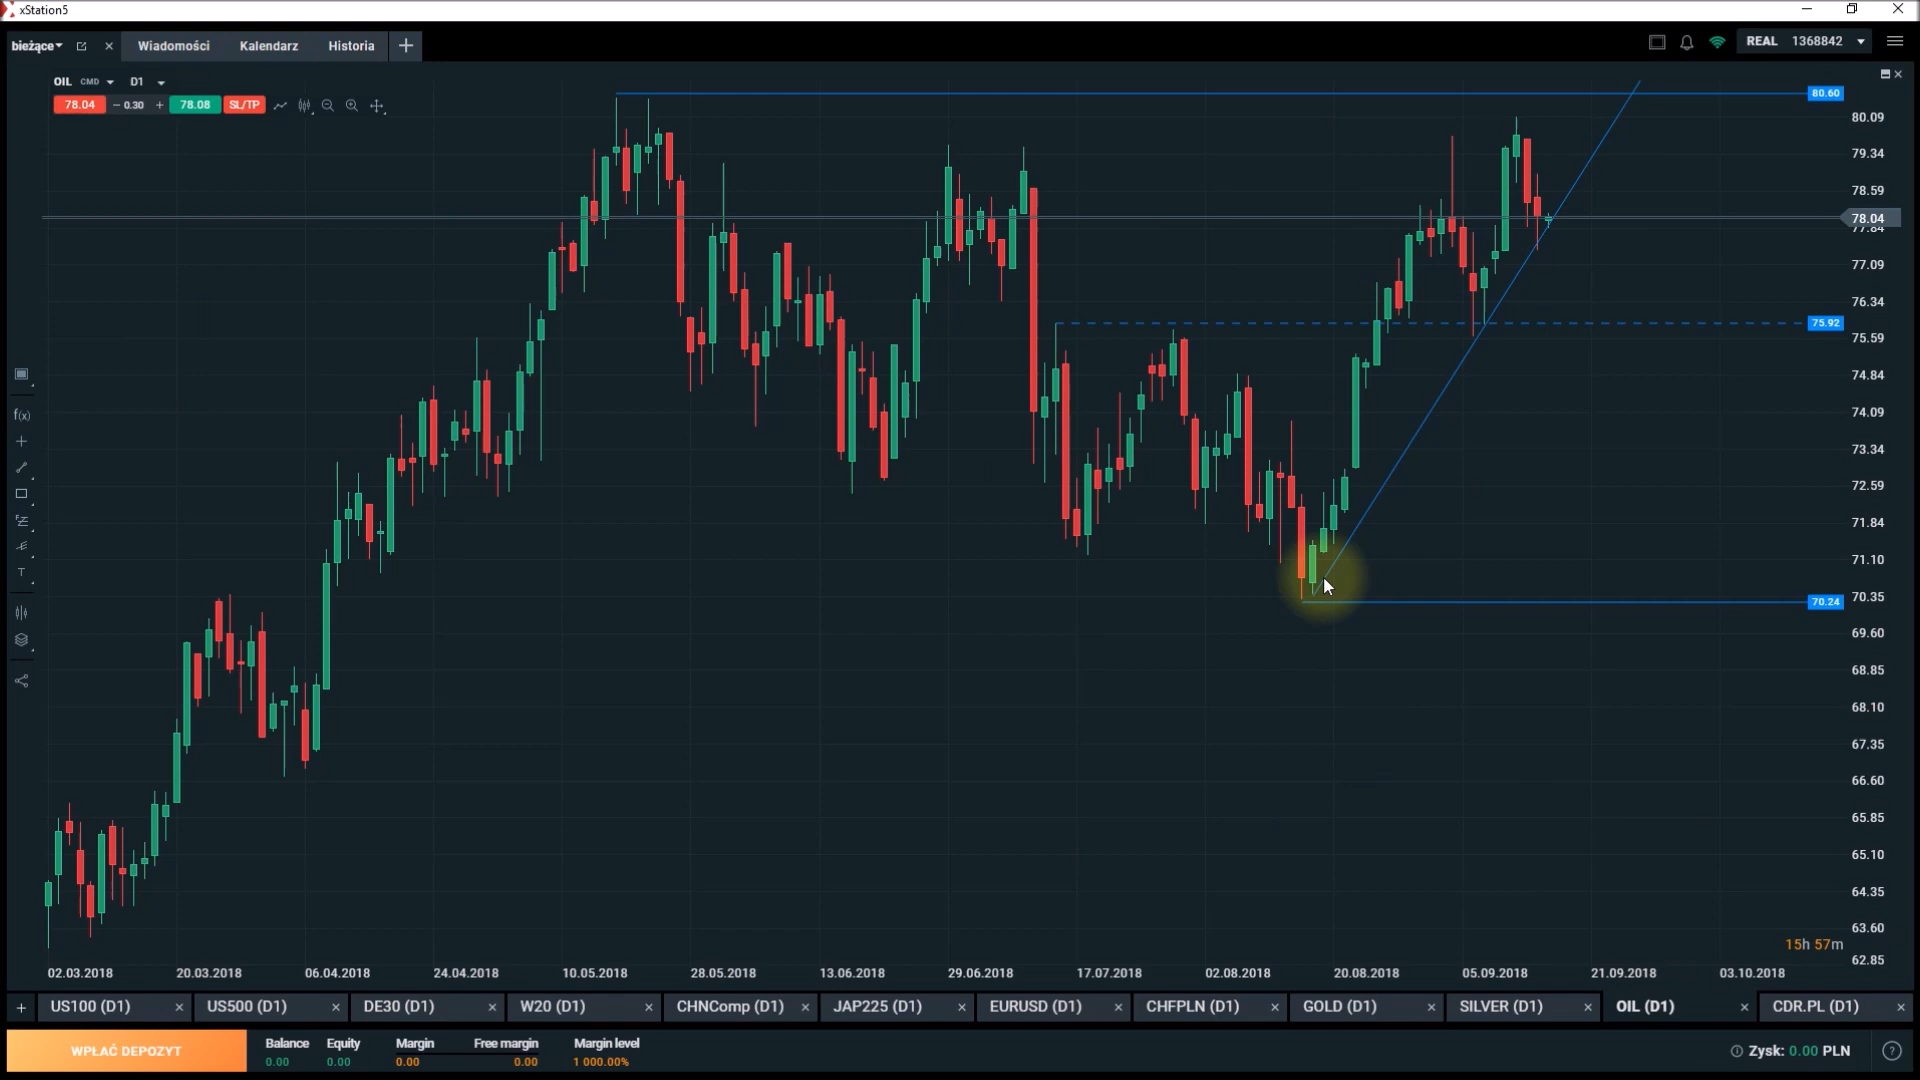 xStation5
bieżące Wiadomości Kalendarz Historia REAL 1368842
OIL CMD D1
78.04 − 0.30 + 78.08 SL/TP
80.60
80.09
79.34
78.59
78.04
77.84
77.09
76.34
75.92
75.59
74.84
74.09
73.34
72.59
71.84
71.10
70.35
70.24
69.60
68.85
68.10
67.35
66.60
65.85
65.10
64.35
63.60
62.85
f(x)
T
15h 57m
02.03.2018 20.03.2018 06.04.2018 24.04.2018 10.05.2018 28.05.2018 13.06.2018 29.06.2018 17.07.2018 02.08.2018 20.08.2018 05.09.2018 21.09.2018 03.10.2018
US100 (D1) US500 (D1) DE30 (D1) W20 (D1) CHNComp (D1) JAP225 (D1) EURUSD (D1) CHFPLN (D1) GOLD (D1) SILVER (D1) OIL (D1) CDR.PL (D1)
WPŁAĆ DEPOZYT
Balance Equity Margin Free margin Margin level
0.00 0.00 0.00 0.00 1 000.00%
Zysk: 0.00 PLN